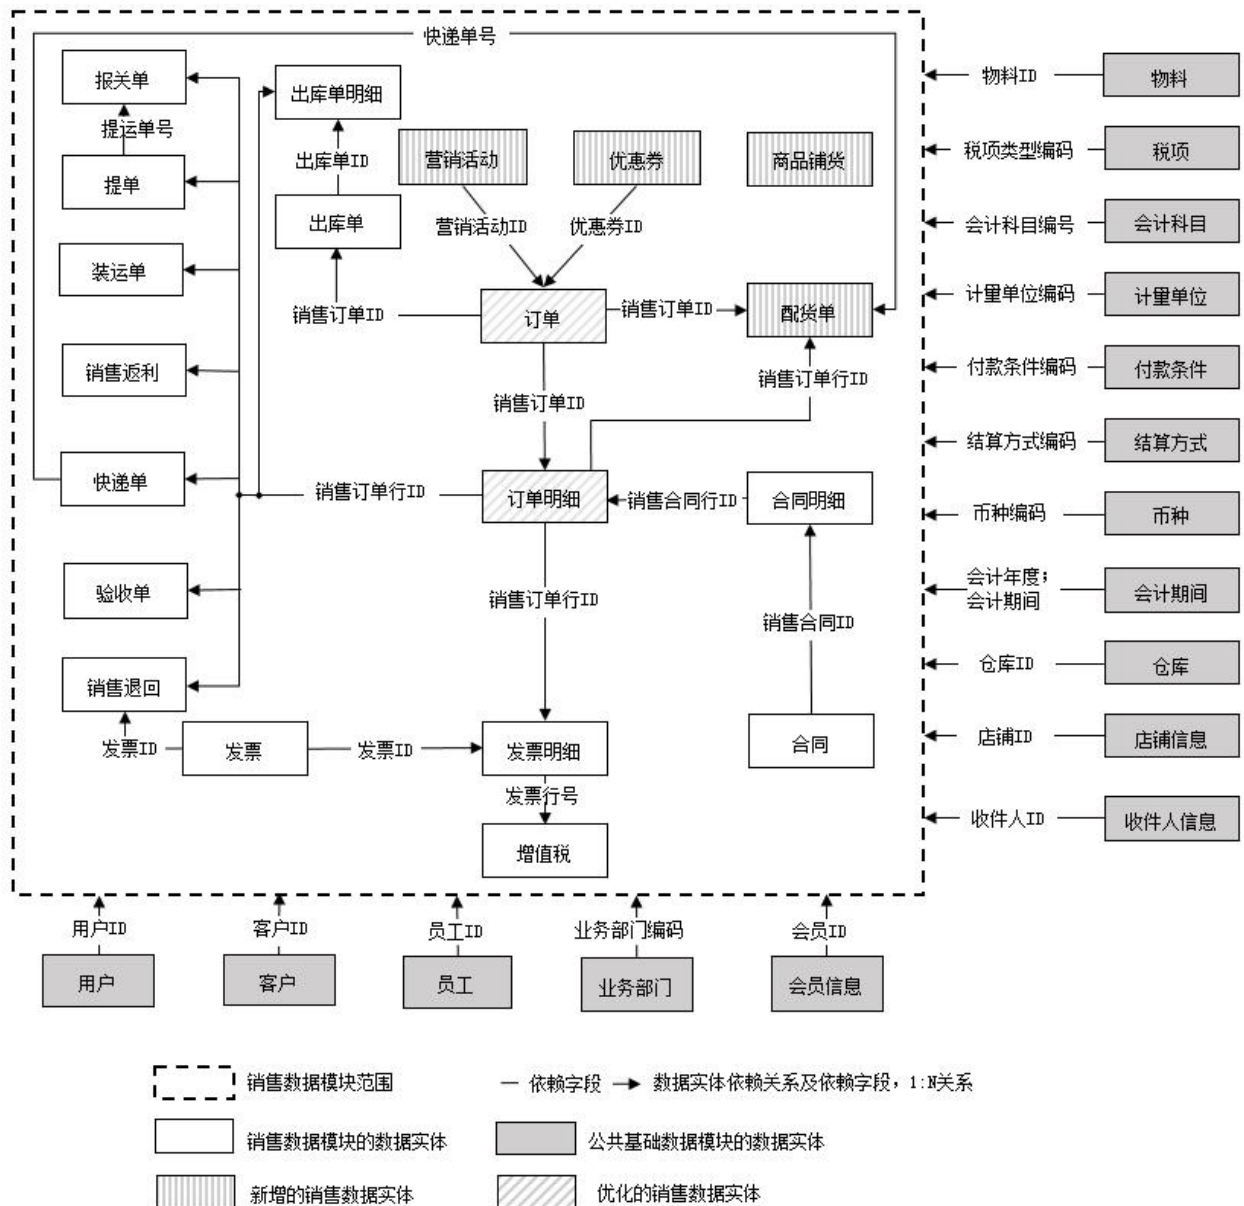 快递单号
报关单
出库单明细
物料ID
物料
提运单号
营销活动
优惠券
商品铺货
税项类型编码
税项
出库单ID
提单
出库单
营销活动ID
优惠券ID
会计科目编号
会计科目
装运单
销售订单ID
订单
销售订单ID
配货单
计量单位编码
计量单位
销售返利
销售订单ID
销售订单行ID
付款条件编码
付款条件
结算方式编码
结算方式
快递单
销售订单行ID
订单明细
销售合同行ID
合同明细
币种编码
币种
验收单
销售订单行ID
销售合同ID
会计年度;
会计期间
会计期间
销售退回
仓库ID
仓库
发票ID
发票
发票ID
发票明细
合同
店铺ID
店铺信息
发票行号
增值税
收件人ID
收件人信息
用户ID
客户ID
员工ID
业务部门编码
会员ID
用户
客户
员工
业务部门
会员信息
销售数据模块范围
依赖字段
数据实体依赖关系及依赖字段，1:N关系
销售数据模块的数据实体
公共基础数据模块的数据实体
新增的销售数据实体
优化的销售数据实体